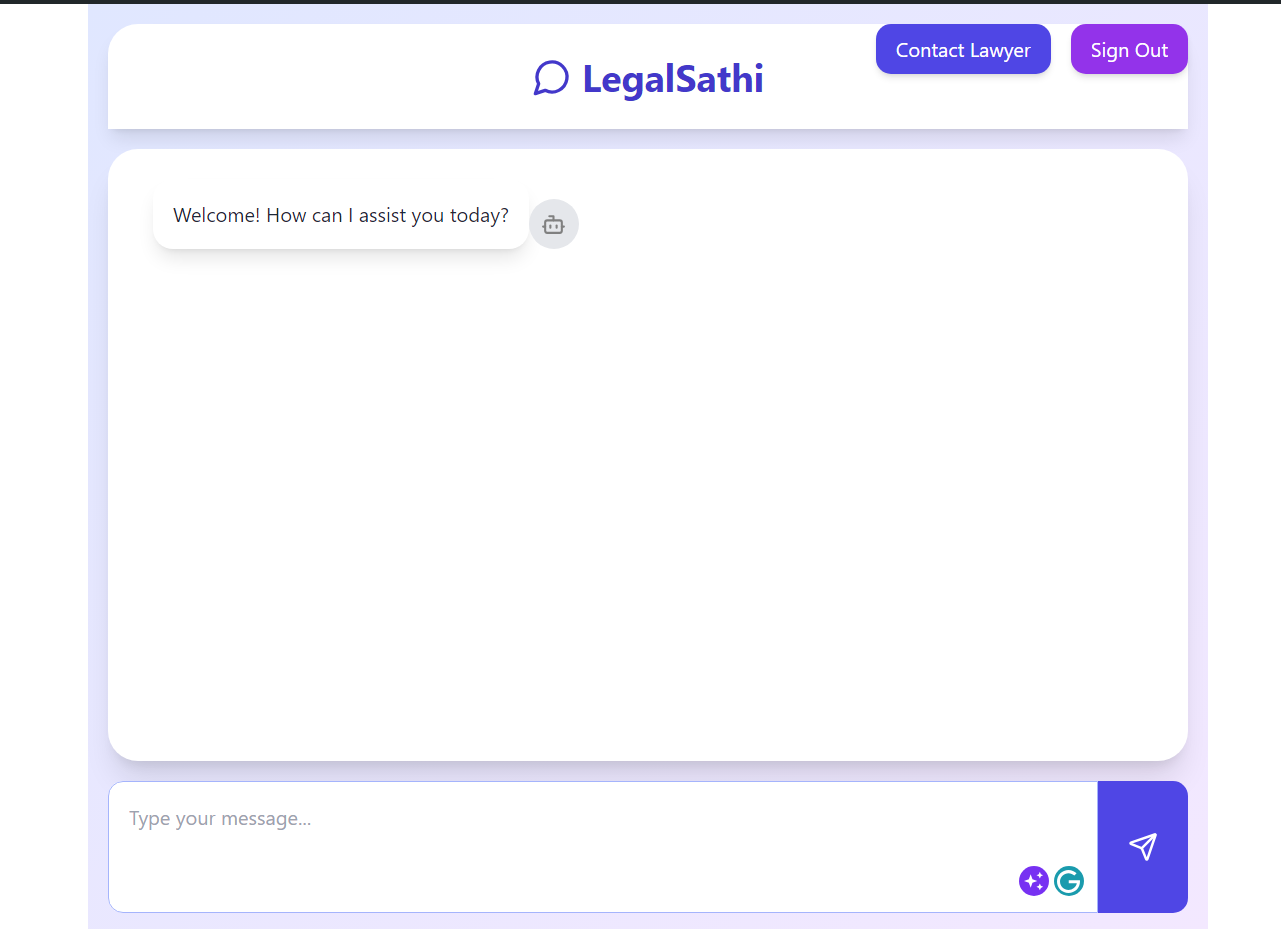 LegalSathi
Contact Lawyer
Sign Out
Welcome! How can I assist you today?
Type your message...